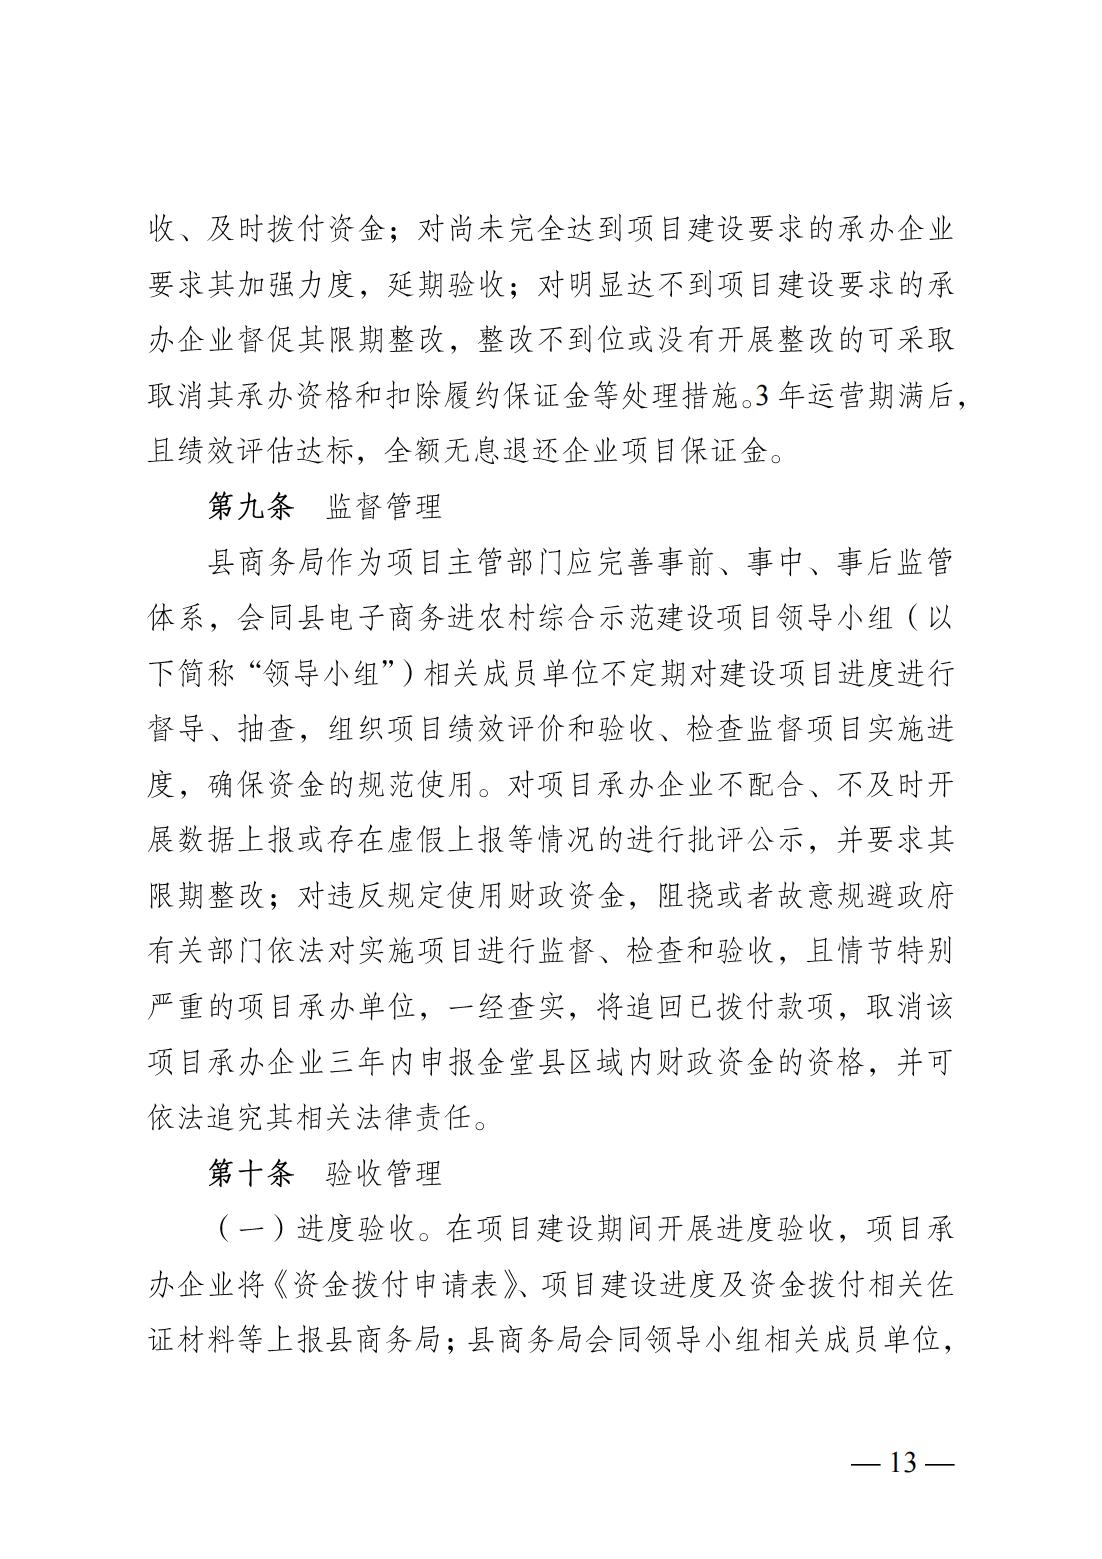 收、及时拨付资金；对尚未完全达到项目建设要求的承办企业
要求其加强力度，延期验收；对明显达不到项目建设要求的承
办企业督促其限期整改，整改不到位或没有开展整改的可采取
取消其承办资格和扣除履约保证金等处理措施。3 年运营期满后，
且绩效评估达标，全额无息退还企业项目保证金。
第九条　监督管理
县商务局作为项目主管部门应完善事前、事中、事后监管
体系，会同县电子商务进农村综合示范建设项目领导小组（以
下简称“领导小组”）相关成员单位不定期对建设项目进度进行
督导、抽查，组织项目绩效评价和验收、检查监督项目实施进
度，确保资金的规范使用。对项目承办企业不配合、不及时开
展数据上报或存在虚假上报等情况的进行批评公示，并要求其
限期整改；对违反规定使用财政资金，阻挠或者故意规避政府
有关部门依法对实施项目进行监督、检查和验收，且情节特别
严重的项目承办单位，一经查实，将追回已拨付款项，取消该
项目承办企业三年内申报金堂县区域内财政资金的资格，并可
依法追究其相关法律责任。
第十条　验收管理
（一）进度验收。在项目建设期间开展进度验收，项目承
办企业将《资金拨付申请表》、项目建设进度及资金拨付相关佐
证材料等上报县商务局；县商务局会同领导小组相关成员单位，
— 13 —